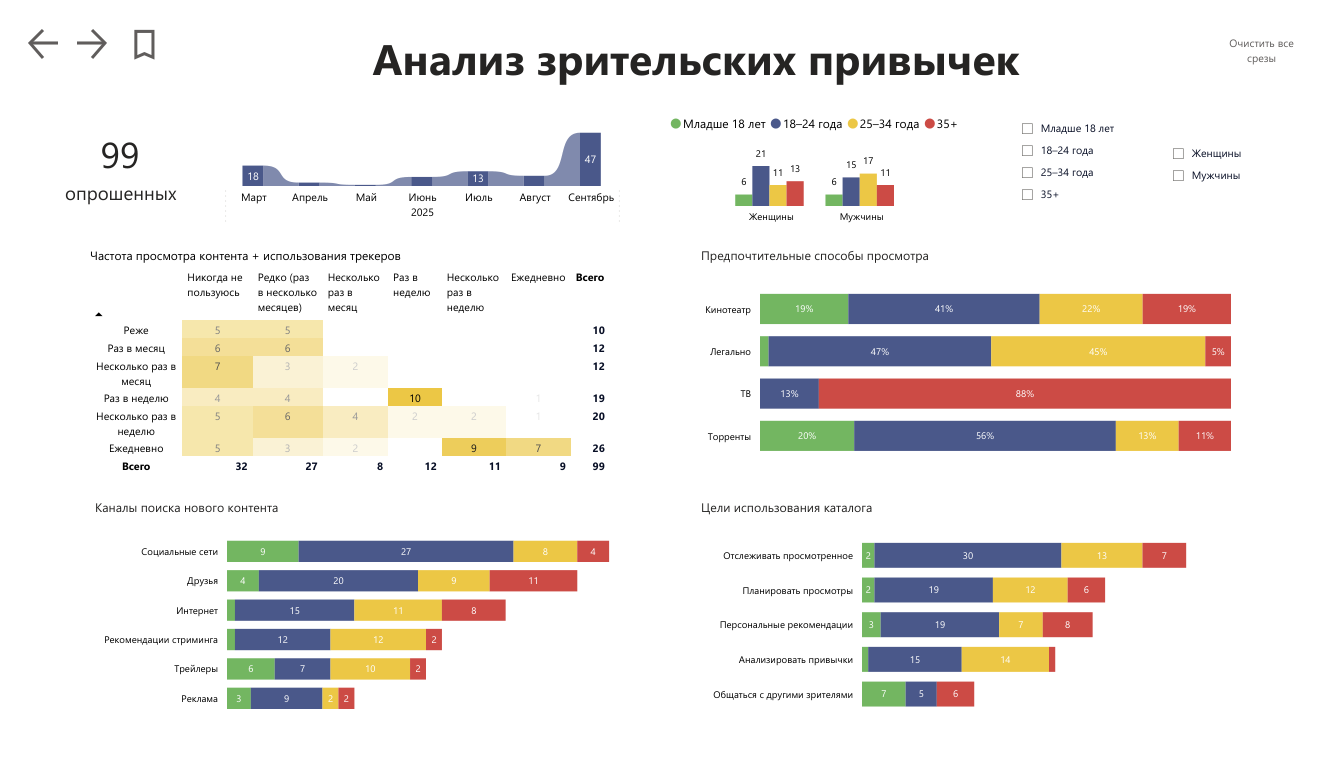 Анализ зрительских привычек
Очистить все
срезы
99
опрошенных
18
13
47
Март
Апрель
Май
Июнь
Июль
Август
Сентябрь
2025
Младше 18 лет
18–24 года
25–34 года
35+
6
21
11
13
6
15
17
11
Женщины
Мужчины
Младше 18 лет
18–24 года
25–34 года
35+
Женщины
Мужчины
Частота просмотра контента + использования трекеров
Никогда не
пользуюсь
Редко (раз
в несколько
месяцев)
Несколько
раз в
месяц
Раз в
неделю
Несколько
раз в
неделю
Ежедневно
Всего
Реже 5 5 10
Раз в месяц 6 6 12
Несколько раз в
месяц
7 3 2 12
Раз в неделю 4 4 10 1 19
Несколько раз в
неделю
5 6 4 2 2 1 20
Ежедневно 5 3 2 9 7 26
Всего 32 27 8 12 11 9 99
Предпочтительные способы просмотра
Кинотеатр 19% 41% 22% 19%
Легально 47% 45% 5%
ТВ 13% 88%
Торренты 20% 56% 13% 11%
Каналы поиска нового контента
Социальные сети 9 27 8 4
Друзья 4 20 9 11
Интернет 15 11 8
Рекомендации стриминга 12 12 2
Трейлеры 6 7 10 2
Реклама 3 9 2 2
Цели использования каталога
Отслеживать просмотренное 2 30 13 7
Планировать просмотры 2 19 12 6
Персональные рекомендации 3 19 7 8
Анализировать привычки 15 14
Общаться с другими зрителями 7 5 6